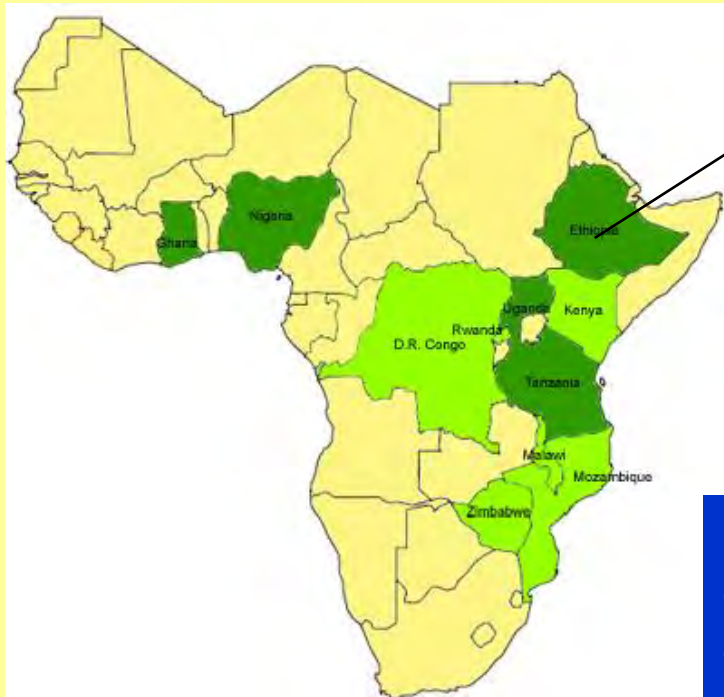 Nigeria
Ghana
Ethiopia
Uganda
Kenya
Rwanda
D.R. Congo
Tanzania
Malawi
Mozambique
Zimbabwe